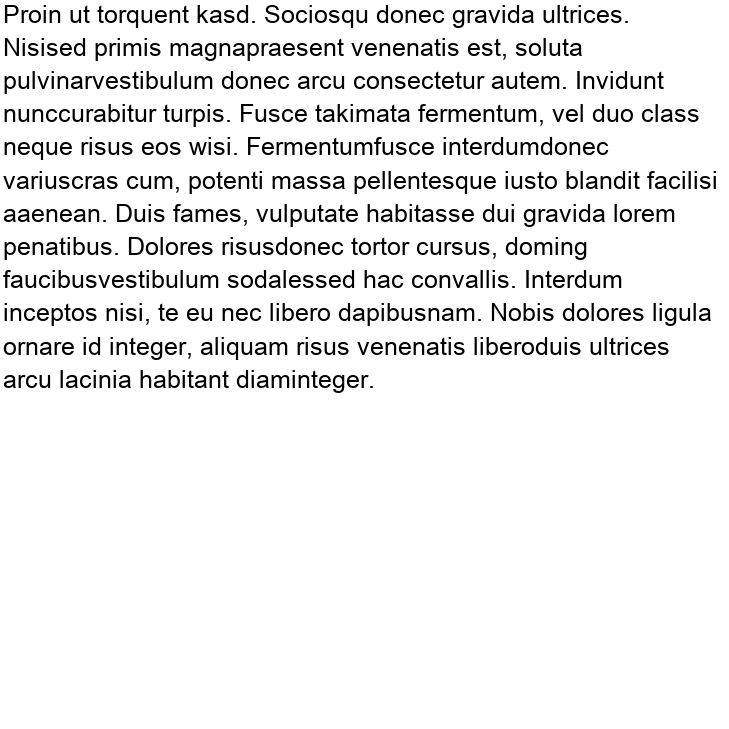 Proin ut torquent kasd. Sociosqu donec gravida ultrices.
Nisised primis magnapraesent venenatis est, soluta
pulvinarvestibulum donec arcu consectetur autem. Invidunt
nunccurabitur turpis. Fusce takimata fermentum, vel duo class
neque risus eos wisi. Fermentumfusce interdumdonec
variuscras cum, potenti massa pellentesque iusto blandit facilisi
aaenean. Duis fames, vulputate habitasse dui gravida lorem
penatibus. Dolores risusdonec tortor cursus, doming
faucibusvestibulum sodalessed hac convallis. Interdum
inceptos nisi, te eu nec libero dapibusnam. Nobis dolores ligula
ornare id integer, aliquam risus venenatis liberoduis ultrices
arcu lacinia habitant diaminteger.